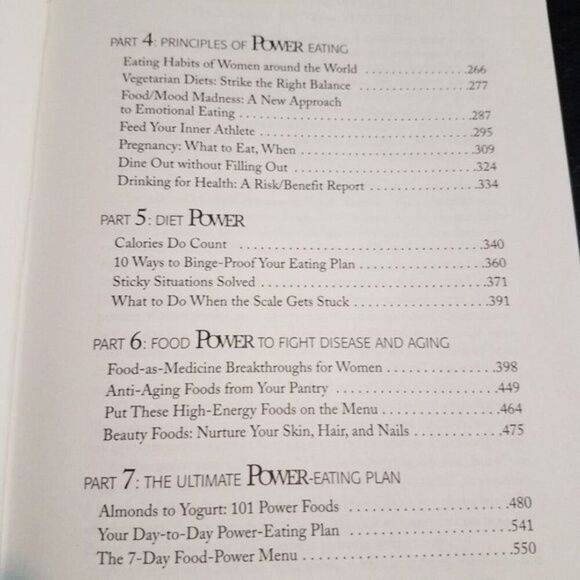 PART 4: PRINCIPLES OF POWER EATING
Eating Habits of Women around the World . . . . . . . . . . . . . .266
Vegetarian Diets: Strike the Right Balance . . . . . . . . . . . . . . .277
Food/Mood Madness: A New Approach
to Emotional Eating . . . . . . . . . . . . . . . . . . . . . . . . . . . . . .287
Feed Your Inner Athlete . . . . . . . . . . . . . . . . . . . . . . . . . . . .295
Pregnancy: What to Eat, When . . . . . . . . . . . . . . . . . . . . . .309
Dine Out without Filling Out . . . . . . . . . . . . . . . . . . . . . . . .324
Drinking for Health: A Risk/Benefit Report . . . . . . . . . . . . .334
PART 5: DIET POWER
Calories Do Count . . . . . . . . . . . . . . . . . . . . . . . . . . . . . . .340
10 Ways to Binge-Proof Your Eating Plan . . . . . . . . . . . . . . .360
Sticky Situations Solved . . . . . . . . . . . . . . . . . . . . . . . . . . . .371
What to Do When the Scale Gets Stuck . . . . . . . . . . . . . . . .391
PART 6: FOOD POWER TO FIGHT DISEASE AND AGING
Food-as-Medicine Breakthroughs for Women . . . . . . . . . . . .398
Anti-Aging Foods from Your Pantry . . . . . . . . . . . . . . . . . . .449
Put These High-Energy Foods on the Menu . . . . . . . . . . . . .464
Beauty Foods: Nurture Your Skin, Hair, and Nails . . . . . . . . .475
PART 7: THE ULTIMATE POWER-EATING PLAN
Almonds to Yogurt: 101 Power Foods . . . . . . . . . . . . . . . . . .480
Your Day-to-Day Power-Eating Plan . . . . . . . . . . . . . . . . . .541
The 7-Day Food-Power Menu . . . . . . . . . . . . . . . . . . . . . . .550